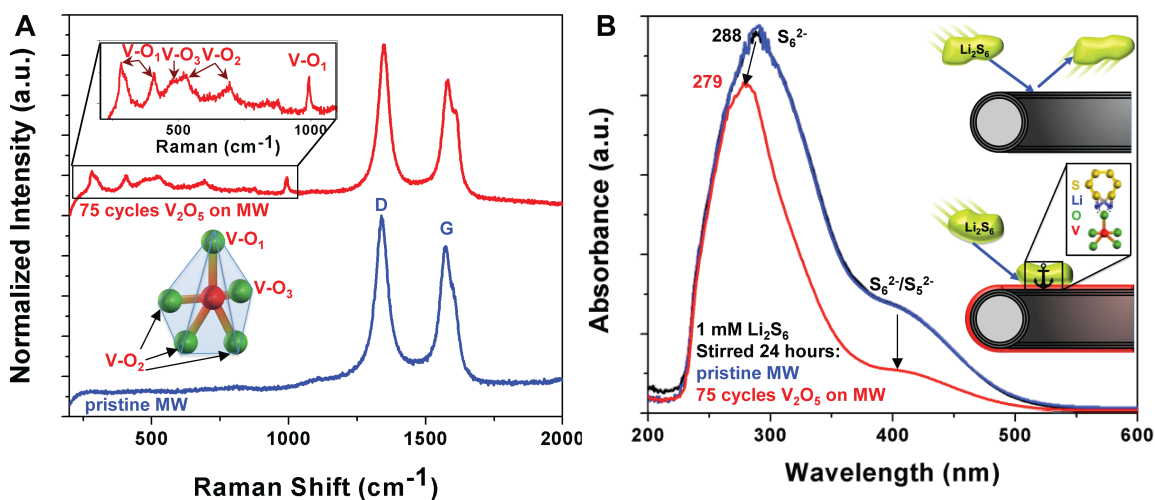 A
Normalized Intensity (a.u.)
V-O₁ V-O₃ V-O₂ V-O₁
500 1000
Raman (cm⁻¹)
75 cycles V₂O₅ on MW
D
G
V-O₁
V-O₃
V-O₂
pristine MW
500 1000 1500 2000
Raman Shift (cm⁻¹)
B
Absorbance (a.u.)
288 S₆²⁻
279
S₆²⁻/S₅²⁻
1 mM Li₂S₆
Stirred 24 hours:
pristine MW
75 cycles V₂O₅ on MW
Li₂S₆
S
Li
O
V
Li₂S₆
200 300 400 500 600
Wavelength (nm)